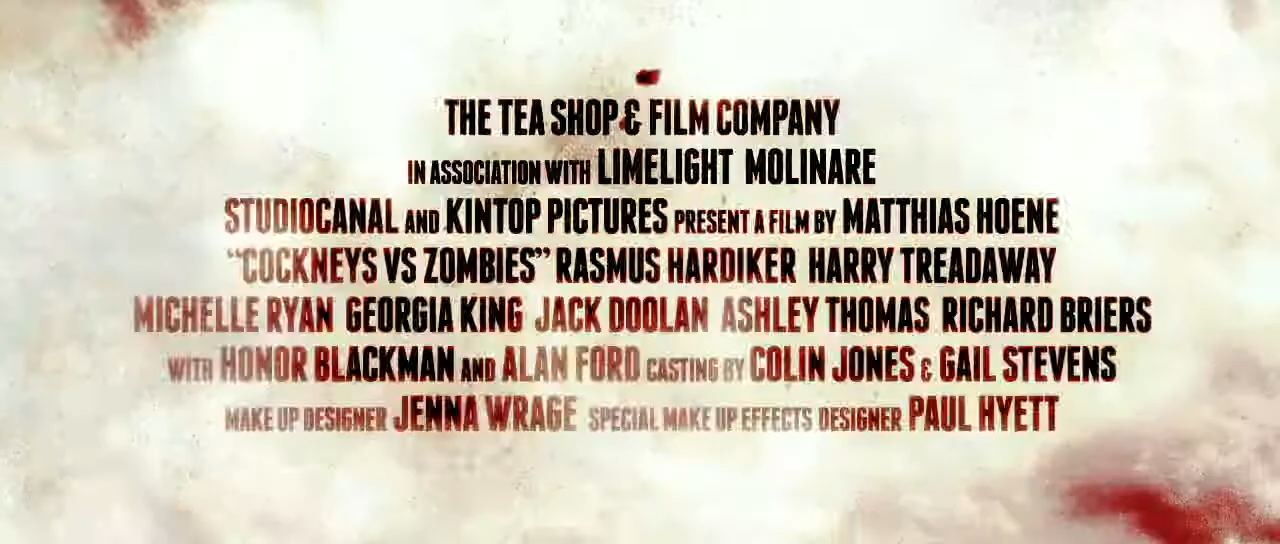 THE TEA SHOP & FILM COMPANY
IN ASSOCIATION WITH LIMELIGHT MOLINARE
STUDIOCANAL AND KINTOP PICTURES PRESENT A FILM BY MATTHIAS HOENE
“COCKNEYS VS ZOMBIES” RASMUS HARDIKER HARRY TREADAWAY
MICHELLE RYAN GEORGIA KING JACK DOOLAN ASHLEY THOMAS RICHARD BRIERS
WITH HONOR BLACKMAN AND ALAN FORD CASTING BY COLIN JONES & GAIL STEVENS
MAKE UP DESIGNER JENNA WRAGE SPECIAL MAKE UP EFFECTS DESIGNER PAUL HYETT